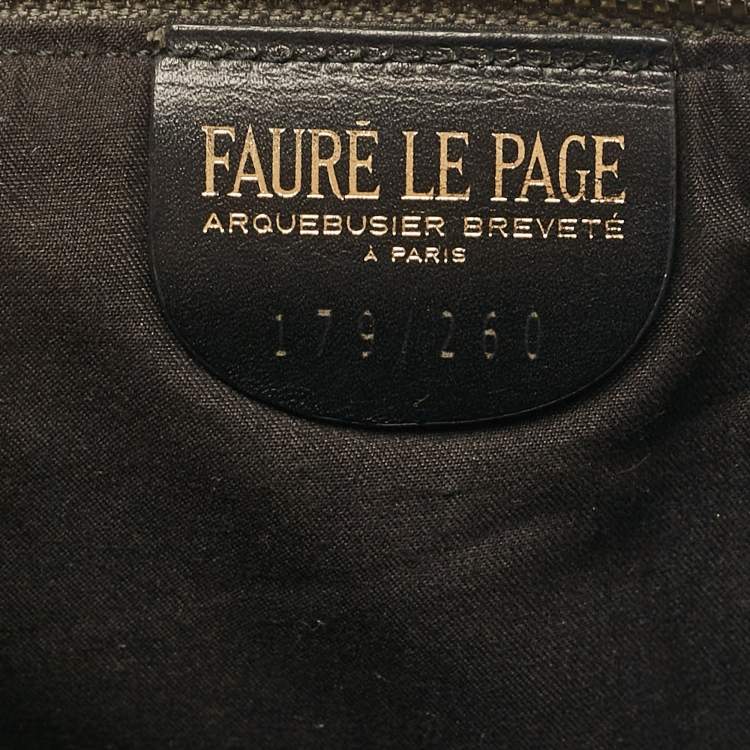 FAURÉ LE PAGE
ARQUEBUSIER BREVETÉ
À PARIS
179/260